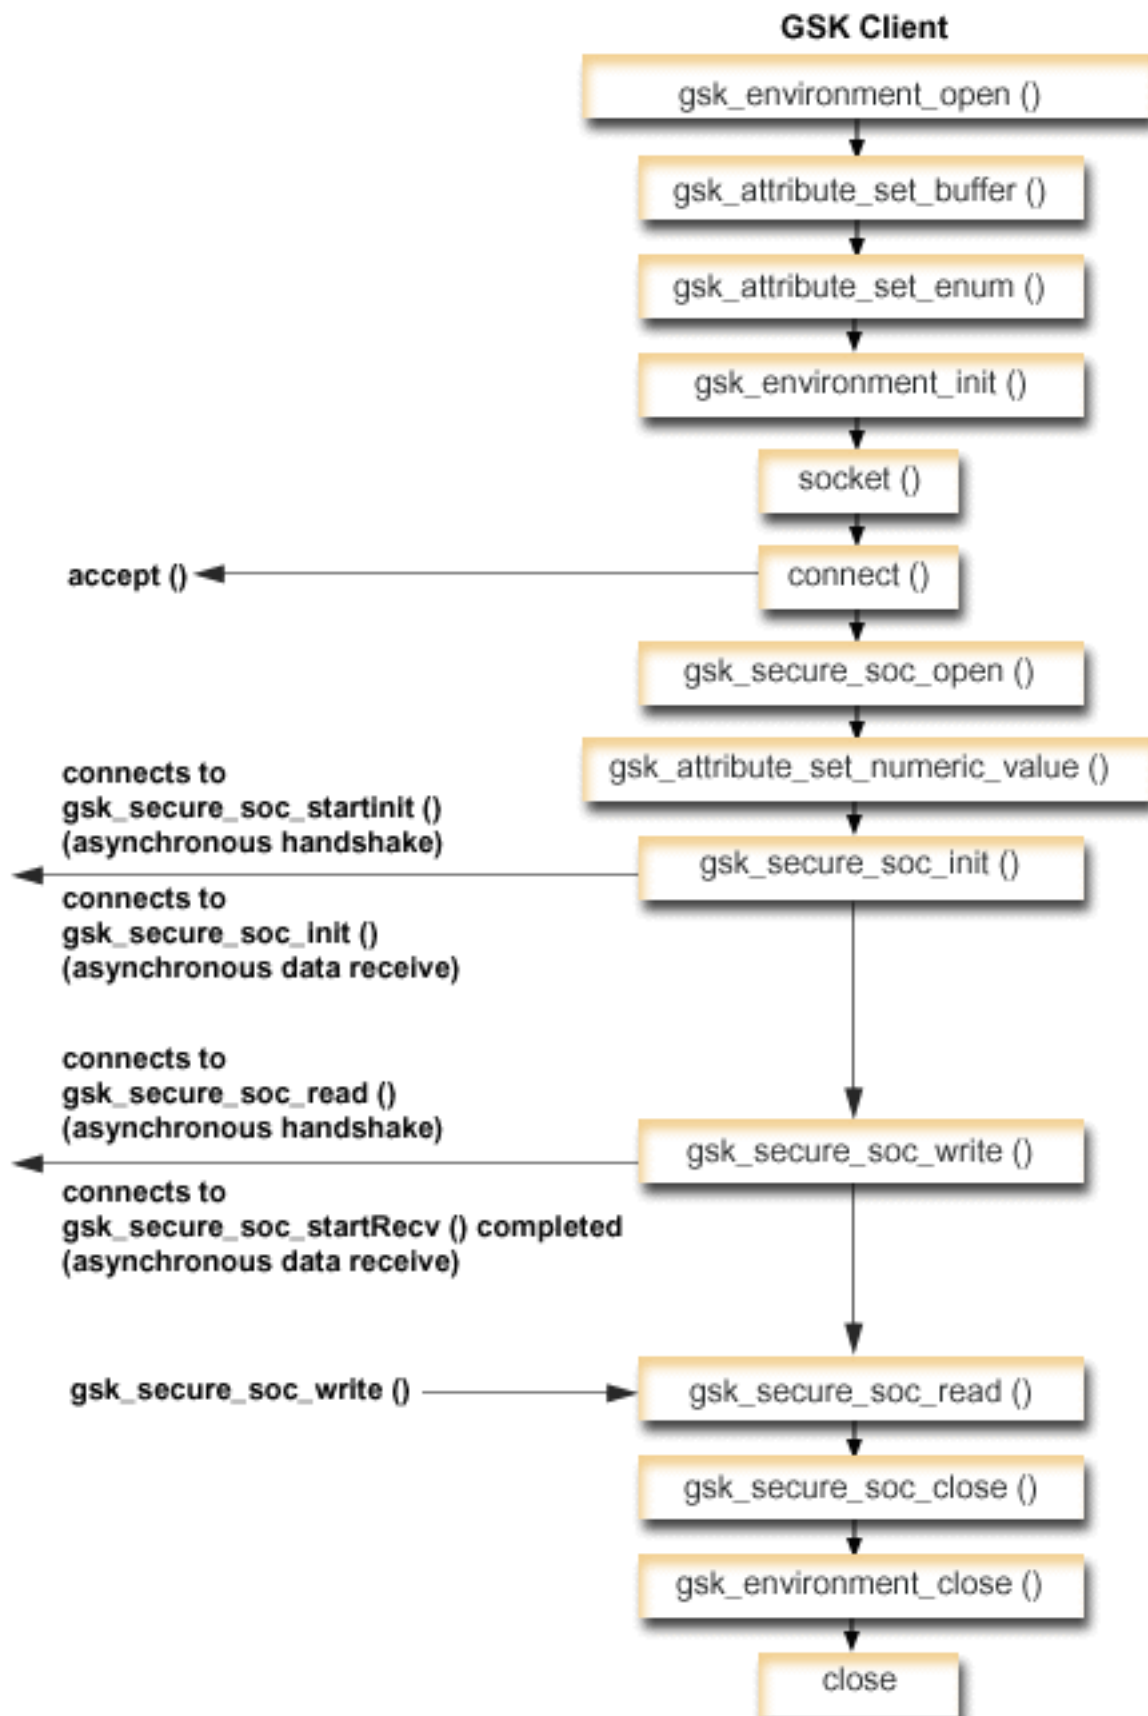 GSK Client
gsk_environment_open ()
gsk_attribute_set_buffer ()
gsk_attribute_set_enum ()
gsk_environment_init ()
socket ()
accept ()
connect ()
gsk_secure_soc_open ()
gsk_attribute_set_numeric_value ()
connects to
gsk_secure_soc_startinit ()
(asynchronous handshake)
gsk_secure_soc_init ()
connects to
gsk_secure_soc_init ()
(asynchronous data receive)
connects to
gsk_secure_soc_read ()
(asynchronous handshake)
gsk_secure_soc_write ()
connects to
gsk_secure_soc_startRecv () completed
(asynchronous data receive)
gsk_secure_soc_write ()
gsk_secure_soc_read ()
gsk_secure_soc_close ()
gsk_environment_close ()
close